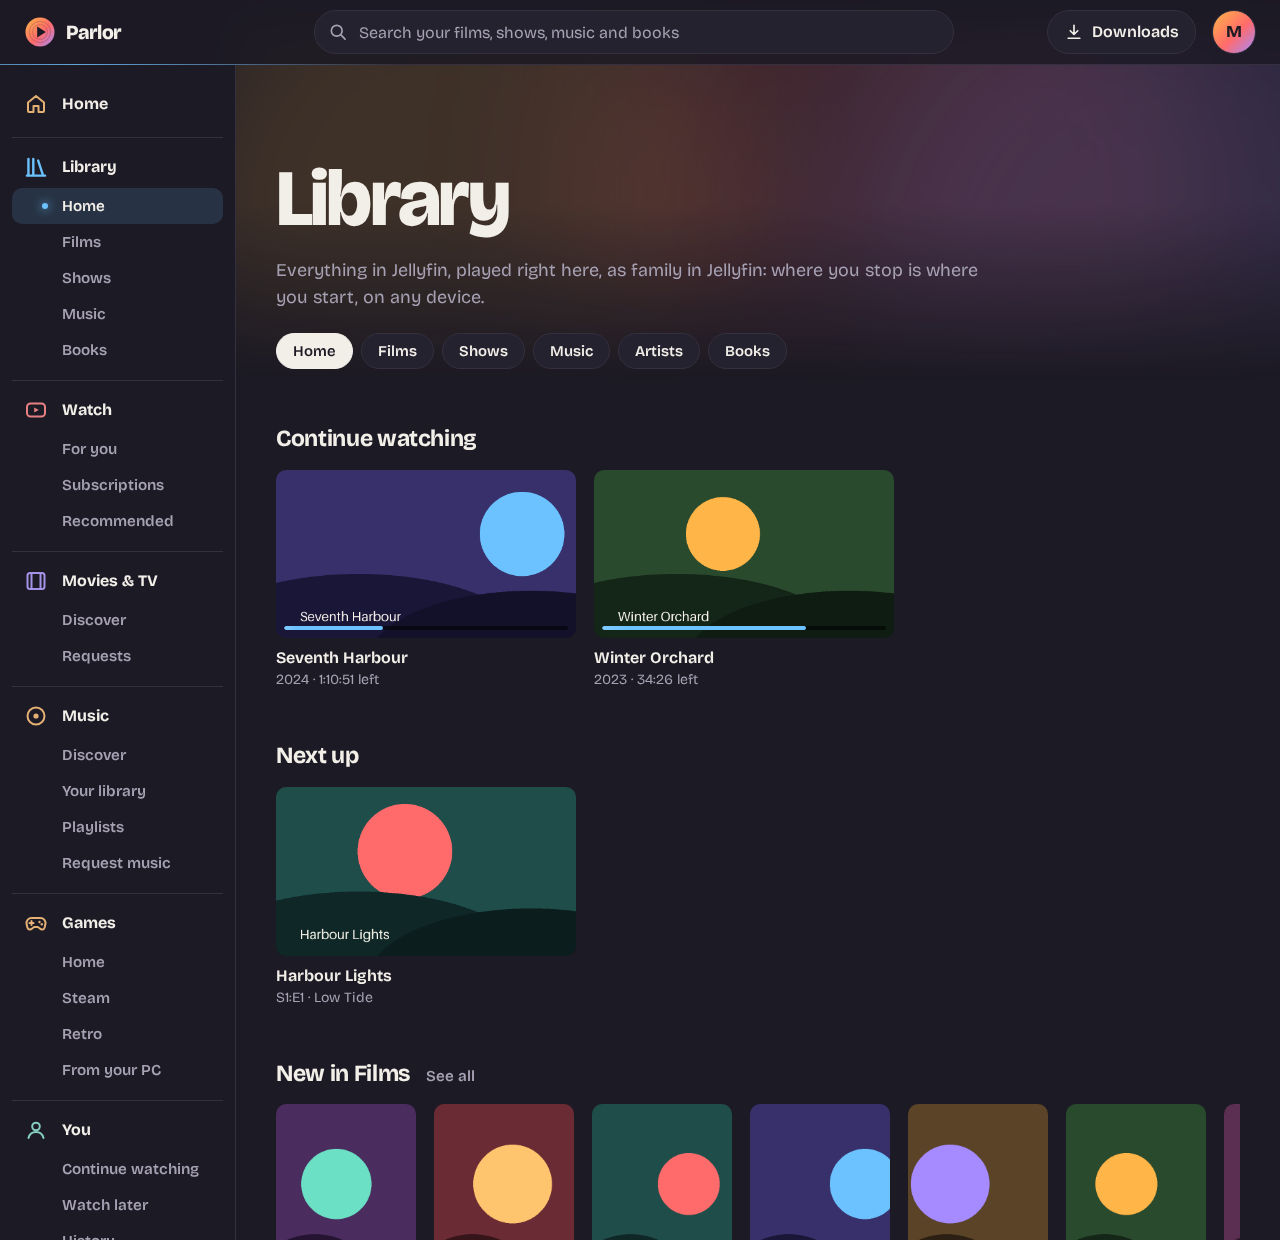 Parlor
Search your films, shows, music and books
Downloads
M
Home
Library
Home
Films
Shows
Music
Books
Watch
For you
Subscriptions
Recommended
Movies & TV
Discover
Requests
Music
Discover
Your library
Playlists
Request music
Games
Home
Steam
Retro
From your PC
You
Continue watching
Watch later
History
Library
Everything in Jellyfin, played right here, as family in Jellyfin: where you stop is where
you start, on any device.
Home
Films
Shows
Music
Artists
Books
Continue watching
Seventh Harbour
Winter Orchard
Seventh Harbour
2024 · 1:10:51 left
Winter Orchard
2023 · 34:26 left
Next up
Harbour Lights
Harbour Lights
S1:E1 · Low Tide
New in Films
See all